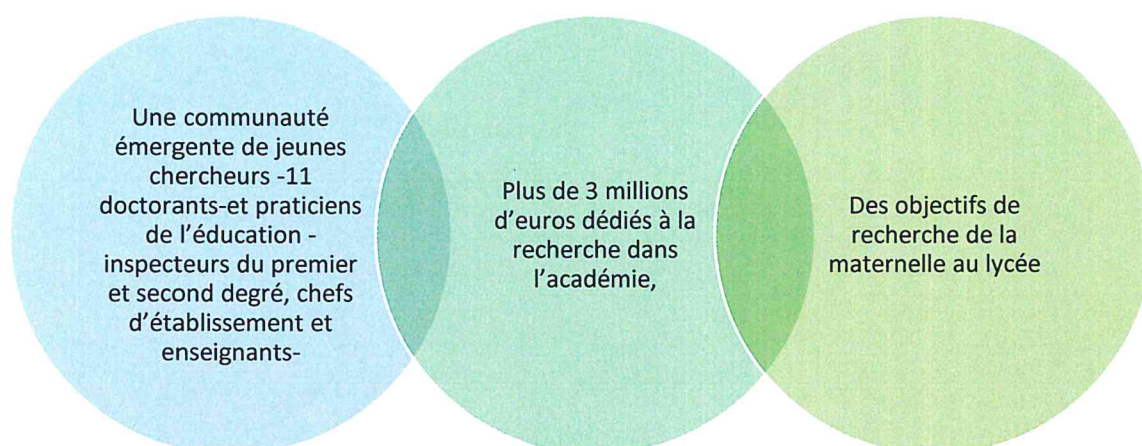 Une communauté
émergente de jeunes
chercheurs -11
doctorants-et praticiens
de l'éducation -
inspecteurs du premier
et second degré, chefs
d'établissement et
enseignants-
Plus de 3 millions
d'euros dédiés à la
recherche dans
l'académie,
Des objectifs de
recherche de la
maternelle au lycée